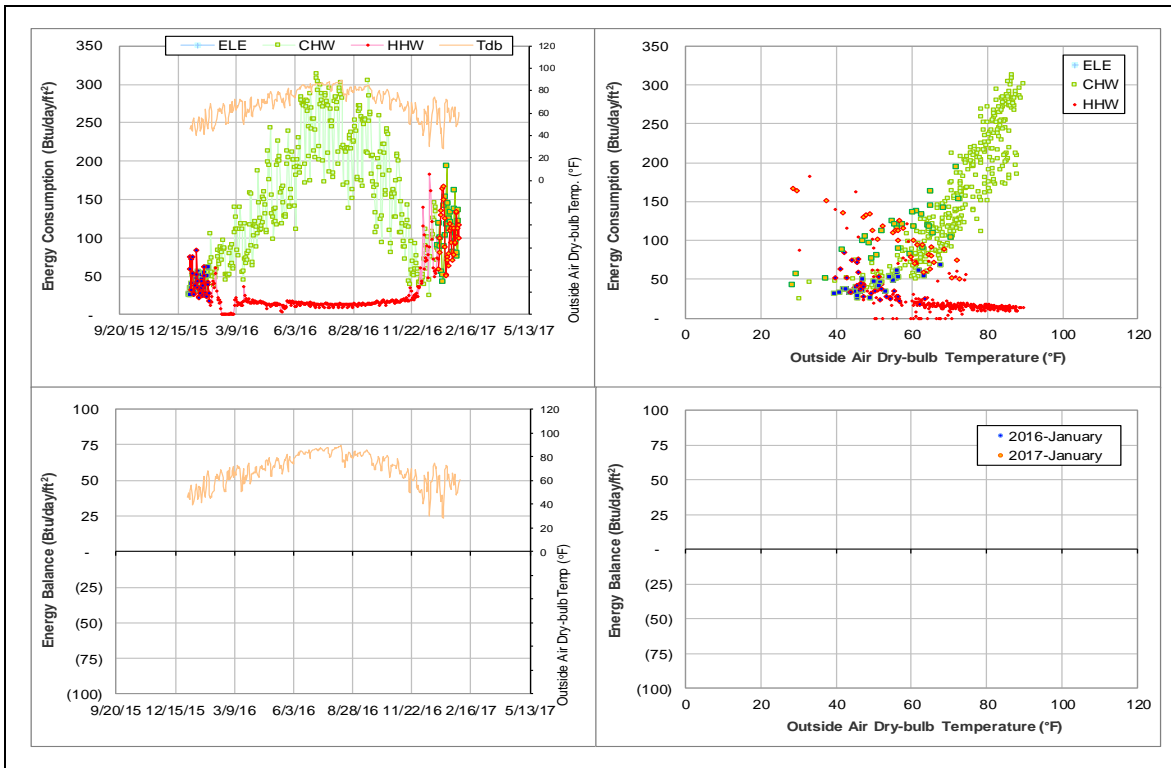 ELE CHW HHW Tdb
350
300
250
200
150
100
50
-
120
100
80
60
40
20
0
Energy Consumption (Btu/day/ft²)
Outside Air Dry-bulb Temp. (°F)
9/20/15 12/15/15 3/9/16 6/3/16 8/28/16 11/22/16 2/16/17 5/13/17
ELE
CHW
HHW
350
300
250
200
150
100
50
-
Energy Consumption (Btu/day/ft²)
0 20 40 60 80 100 120
Outside Air Dry-bulb Temperature (°F)
100
75
50
25
-
(25)
(50)
(75)
(100)
120
100
80
60
40
20
0
Energy Balance (Btu/day/ft²)
Outside Air Dry-bulb Temp (°F)
9/20/15 12/15/15 3/9/16 6/3/16 8/28/16 11/22/16 2/16/17 5/13/17
2016-January
2017-January
100
75
50
25
-
(25)
(50)
(75)
(100)
Energy Balance (Btu/day/ft²)
0 20 40 60 80 100 120
Outside Air Dry-bulb Temperature (°F)